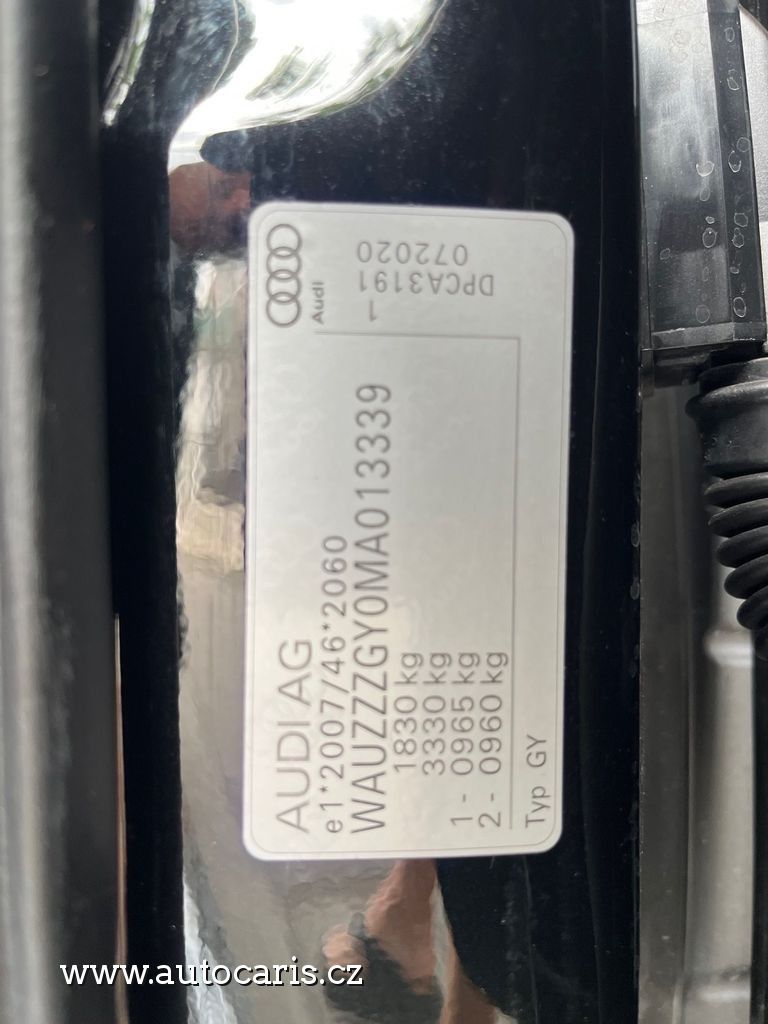 AUDI AG
e1*2007/46*2060
WAUZZZGY0MA013339
1830 kg
3330 kg
1 - 0965 kg
2 - 0960 kg
Typ GY
Audi
1 072020
DPCA3191
www.autocaris.cz